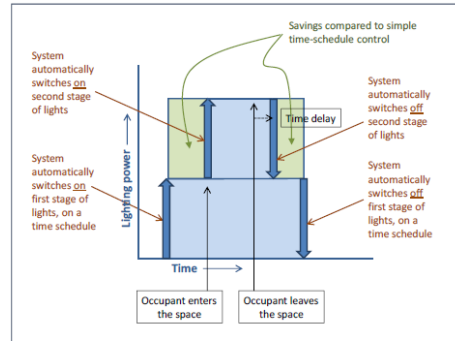 Savings compared to simple
time-schedule control
System
automatically
switches on
second stage
of lights
System
automatically
switches off
second stage
of lights
Time delay
System
automatically
switches on
first stage of
lights, on a
time schedule
Lighting power
System
automatically
switches off
first stage of
lights, on a
time schedule
Time
Occupant enters
the space
Occupant leaves
the space